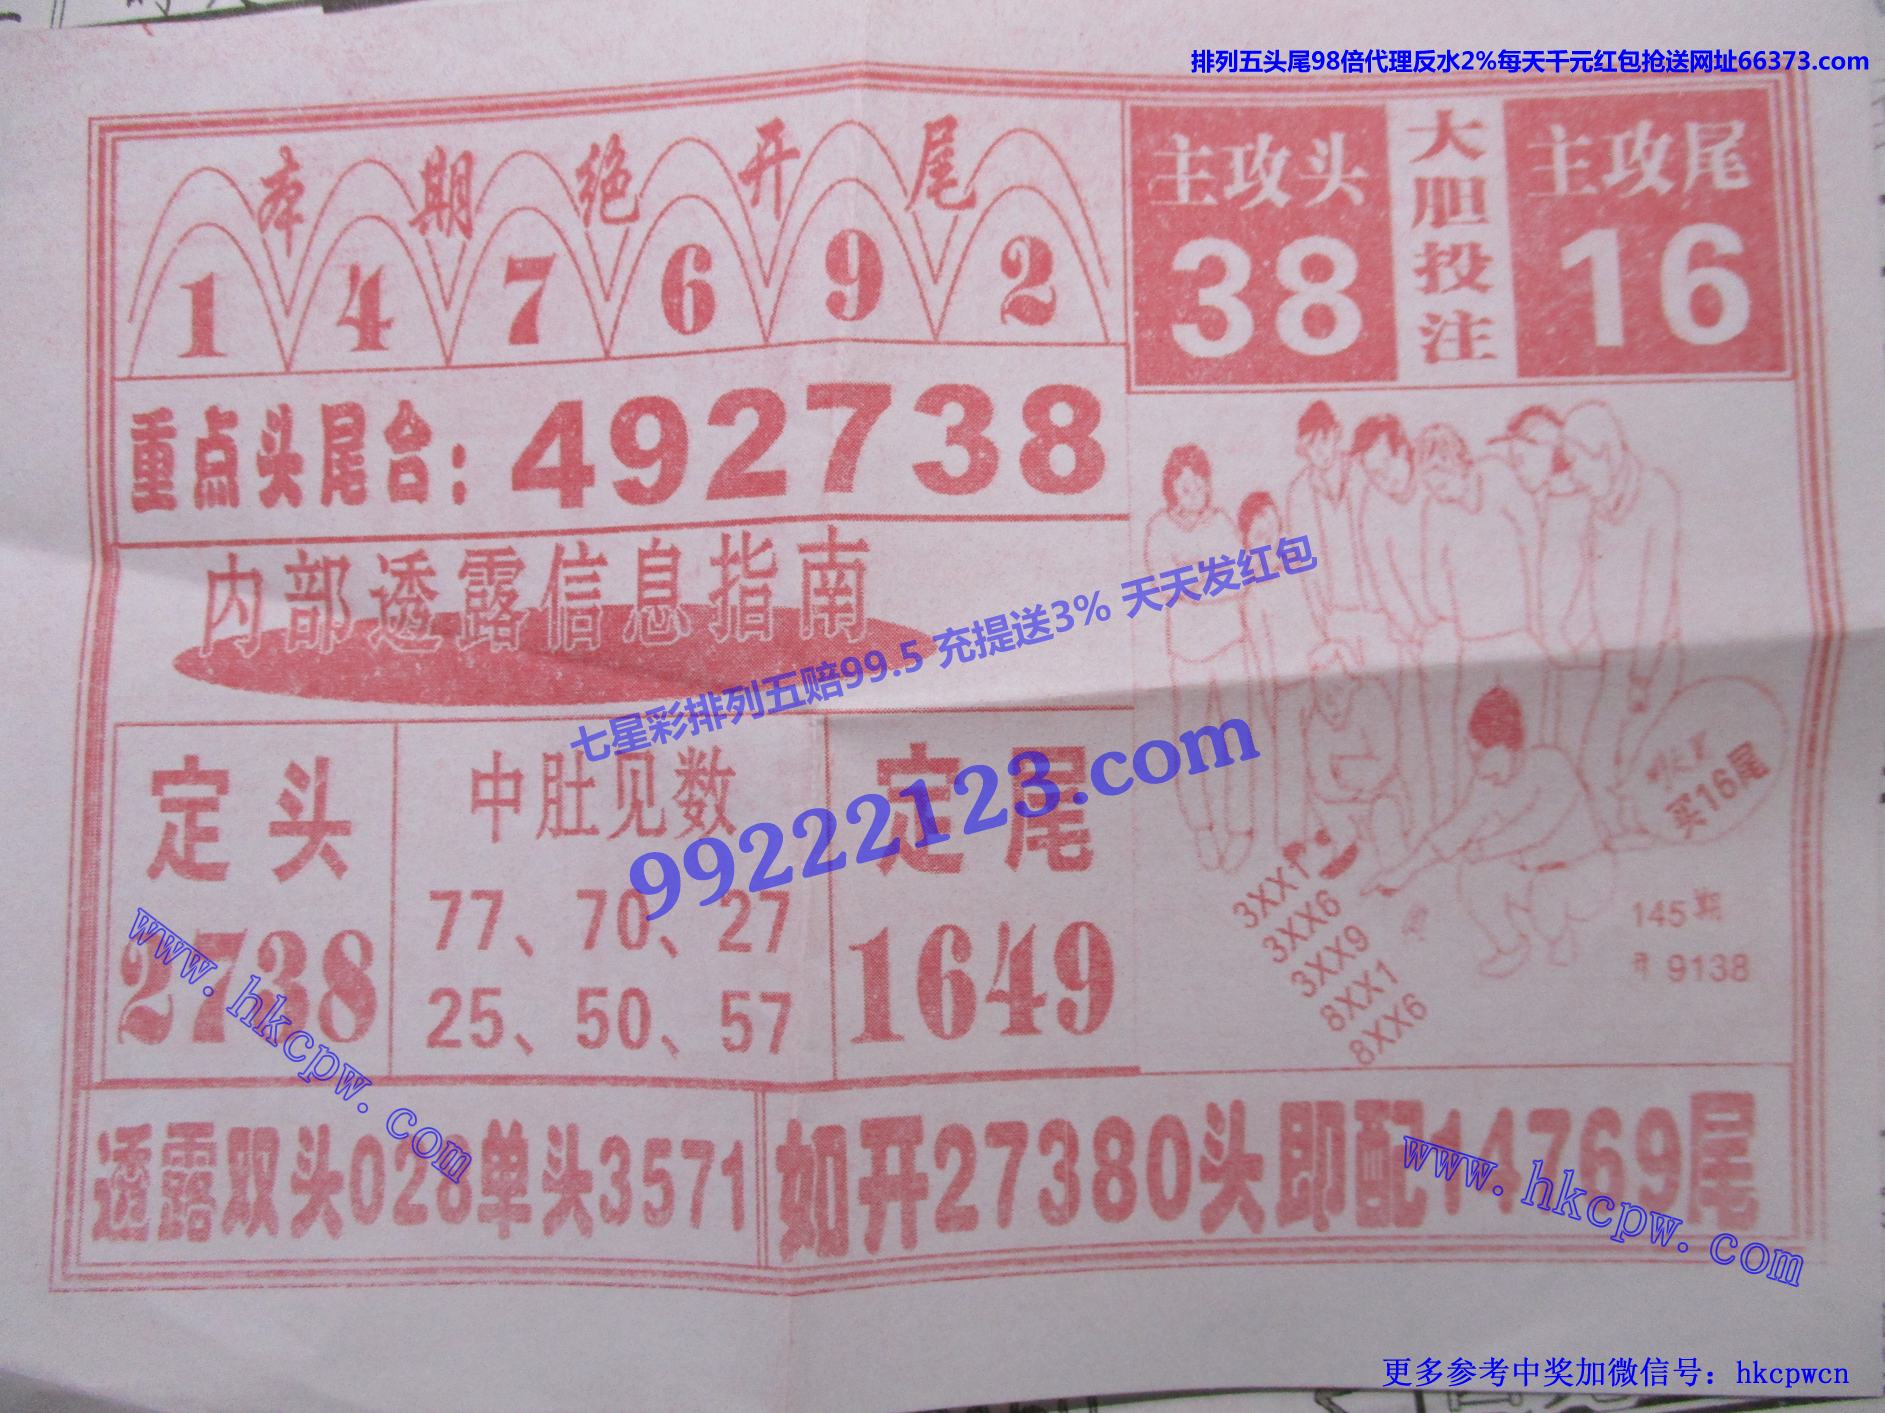 排列五头尾98倍代理反水2%每天千元红包抢送网址66373.com
本期绝开尾
1 4 7 6 9 2
主攻头
38
大胆投注
主攻尾
16
重点头尾台：492738
内部透露信息指南
七星彩排列五赔99.5 充提送3% 天天发红包
99222123.com
定头
2738
中肚见数
77、70、27
25、50、57
定尾
1649
买16尾
3XX1
3XX6
3XX9
8XX1
8XX6
145期
9138
透露双头028单头3571
如开27380头即配14769尾
www.hkcpw.com
www.hkcpw.com
更多参考中奖加微信号：hkcpwcn